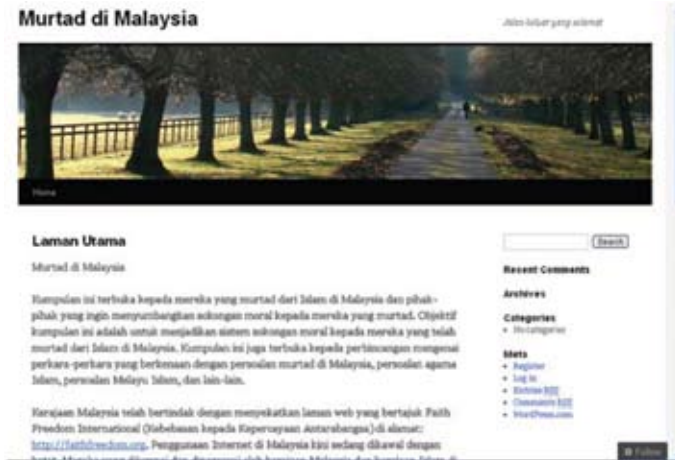 Murtad di Malaysia
Jalan keluar yang selamat
Home
Laman Utama
Murtad di Malaysia
Kumpulan ini terbuka kepada mereka yang murtad dari Islam di Malaysia dan pihak-
pihak yang ingin menyumbangkan sokongan moral kepada mereka yang murtad. Objektif
kumpulan ini adalah untuk menjadikan sistem sokongan moral kepada mereka yang telah
murtad dari Islam di Malaysia. Kumpulan ini juga terbuka kepada perbincangan mengenai
perkara-perkara yang berkenaan dengan persoalan murtad di Malaysia, persoalan agama
Islam, persoalan Melayu Islam, dan lain-lain.
Kerajaan Malaysia telah bertindak dengan menyekatkan laman web yang bertajuk Faith
Freedom International (Kebebasan kepada Kepercayaan Antarabangsa) di alamat:
http://faithfreedom.org. Penggunaan Internet di Malaysia kini sedang dikawal dengan
Search
Recent Comments
Archives
Categories
No categories
Meta
Register
Log in
Entries RSS
Comments RSS
WordPress.com
Follow